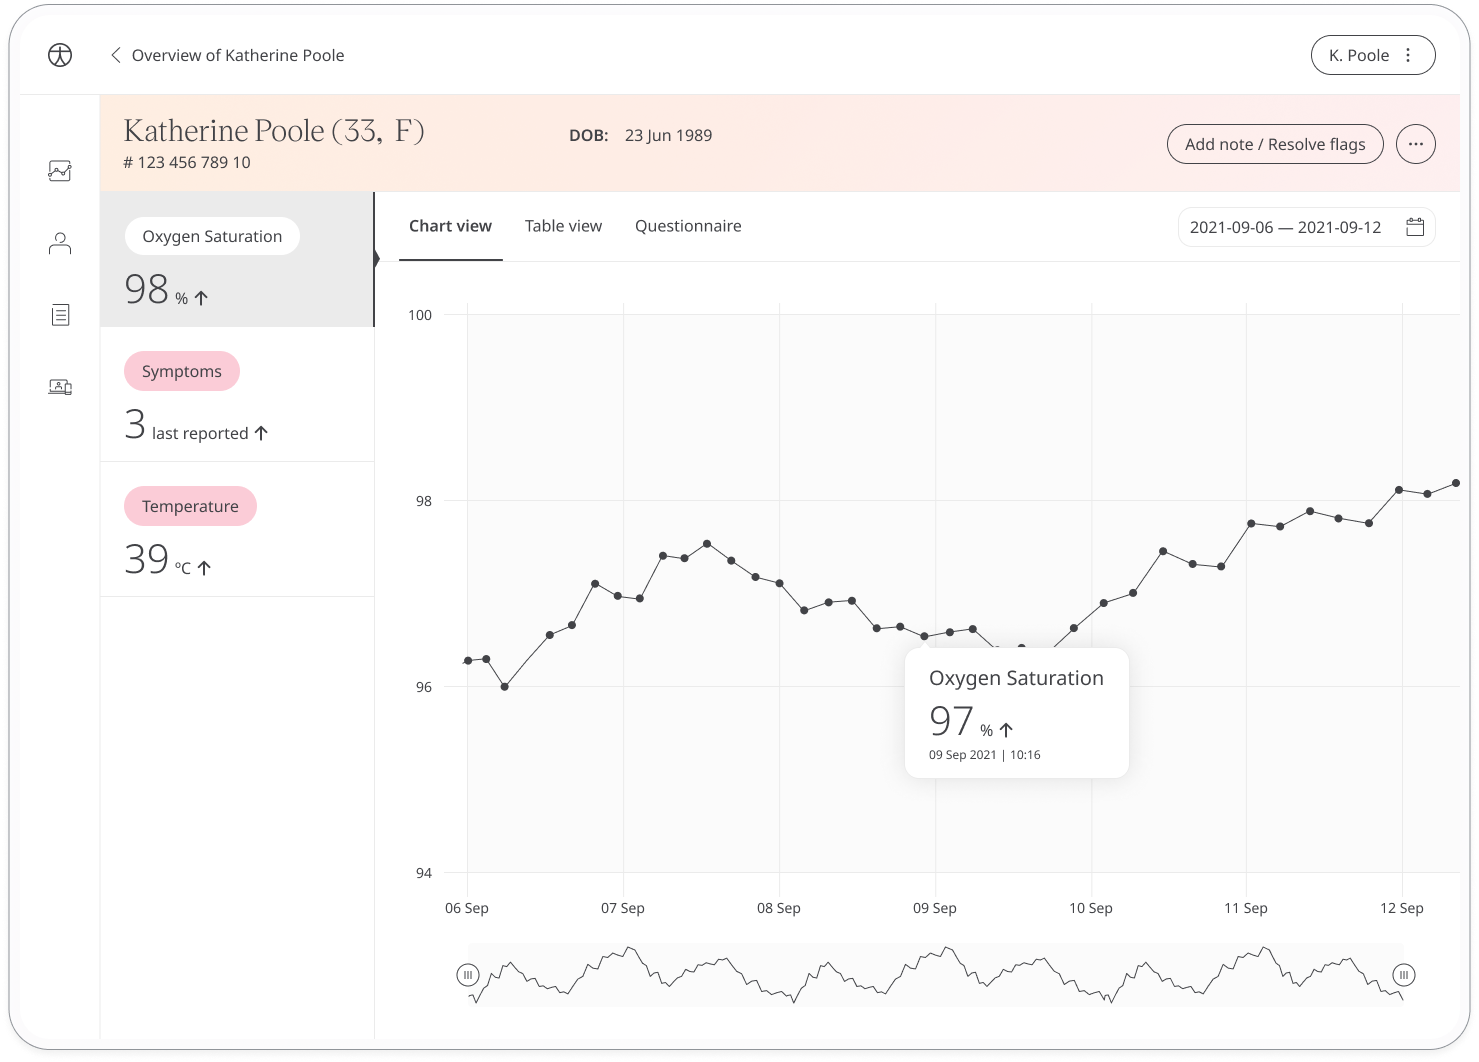 Overview of Katherine Poole
K. Poole
Katherine Poole (33, F)
DOB: 23 Jun 1989
# 123 456 789 10
Add note / Resolve flags
Oxygen Saturation
98 % ↑
Symptoms
3 last reported ↑
Temperature
39 °C ↑
Chart view Table view Questionnaire
2021-09-06 — 2021-09-12
100
98
96
94
Oxygen Saturation
97 % ↑
09 Sep 2021 | 10:16
06 Sep 07 Sep 08 Sep 09 Sep 10 Sep 11 Sep 12 Sep